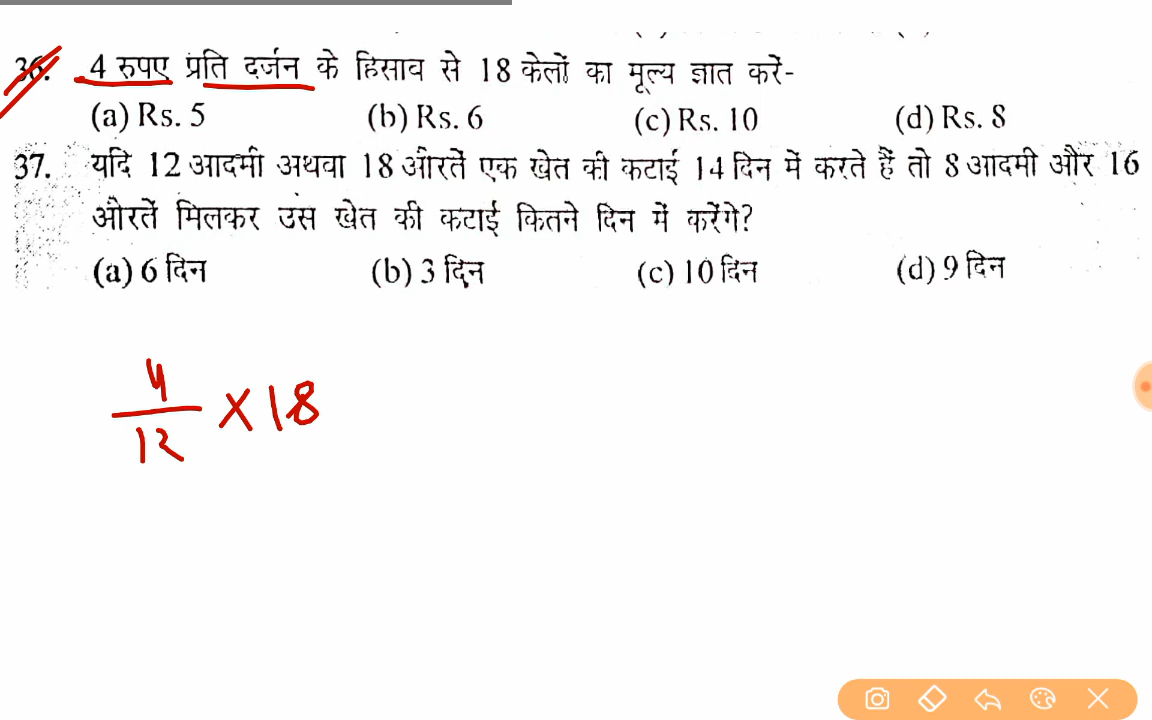 36. 4 रुपए प्रति दर्जन के हिसाव से 18 केलों का मूल्य ज्ञात करें-
(a) Rs. 5 (b) Rs. 6 (c) Rs. 10 (d) Rs. 8
37. यदि 12 आदमी अथवा 18 औरतें एक खेत की कटाई 14 दिन में करते हैं तो 8 आदमी और 16
औरतें मिलकर उस खेत की कटाई कितने दिन में करेंगे?
(a) 6 दिन (b) 3 दिन (c) 10 दिन (d) 9 दिन
4
12 × 18